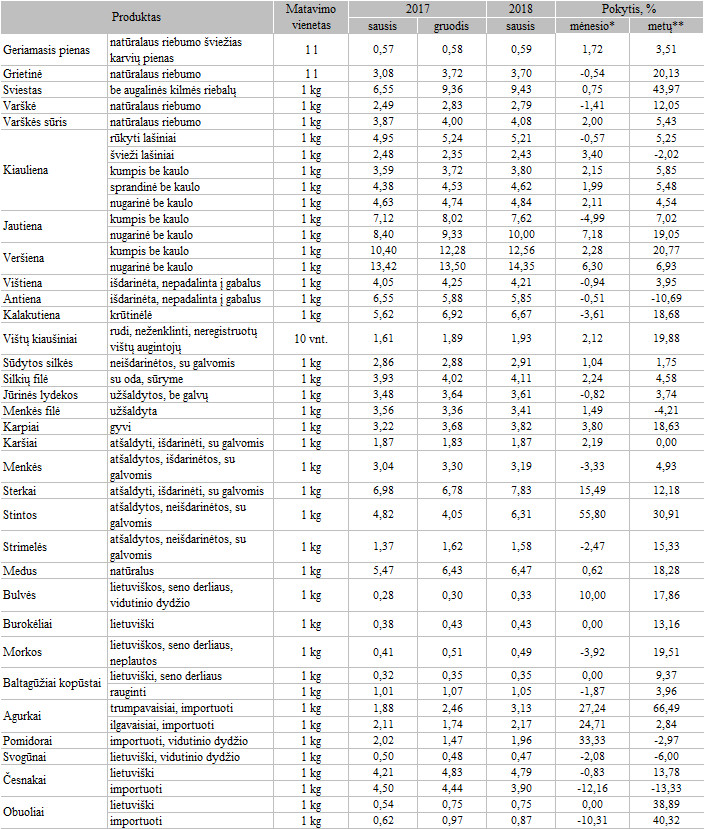 Produktas Matavimo vienetas 2017 2018 Pokytis, %
sausis gruodis sausis mėnesio* metų**
Geriamasis pienas natūralaus riebumo šviežias karvių pienas 1 l 0,57 0,58 0,59 1,72 3,51
Grietinė natūralaus riebumo 1 l 3,08 3,72 3,70 -0,54 20,13
Sviestas be augalinės kilmės riebalų 1 kg 6,55 9,36 9,43 0,75 43,97
Varškė natūralaus riebumo 1 kg 2,49 2,83 2,79 -1,41 12,05
Varškės sūris natūralaus riebumo 1 kg 3,87 4,00 4,08 2,00 5,43
Kiauliena rūkyti lašiniai 1 kg 4,95 5,24 5,21 -0,57 5,25
švieži lašiniai 1 kg 2,48 2,35 2,43 3,40 -2,02
kumpis be kaulo 1 kg 3,59 3,72 3,80 2,15 5,85
sprandinė be kaulo 1 kg 4,38 4,53 4,62 1,99 5,48
nugarinė be kaulo 1 kg 4,63 4,74 4,84 2,11 4,54
Jautiena kumpis be kaulo 1 kg 7,12 8,02 7,62 -4,99 7,02
nugarinė be kaulo 1 kg 8,40 9,33 10,00 7,18 19,05
Veršiena kumpis be kaulo 1 kg 10,40 12,28 12,56 2,28 20,77
nugarinė be kaulo 1 kg 13,42 13,50 14,35 6,30 6,93
Vištiena išdarinėta, nepadalinta į gabalus 1 kg 4,05 4,25 4,21 -0,94 3,95
Antiena išdarinėta, nepadalinta į gabalus 1 kg 6,55 5,88 5,85 -0,51 -10,69
Kalakutiena krūtinėlė 1 kg 5,62 6,92 6,67 -3,61 18,68
Vištų kiaušiniai rudi, neženklinti, neregistruotų vištų augintojų 10 vnt. 1,61 1,89 1,93 2,12 19,88
Sūdytos silkės neišdarinėtos, su galvomis 1 kg 2,86 2,88 2,91 1,04 1,75
Silkių filė su oda, sūryme 1 kg 3,93 4,02 4,11 2,24 4,58
Jūrinės lydekos užšaldytos, be galvų 1 kg 3,48 3,64 3,61 -0,82 3,74
Menkės filė užšaldyta 1 kg 3,56 3,36 3,41 1,49 -4,21
Karpiai gyvi 1 kg 3,22 3,68 3,82 3,80 18,63
Karšiai atšaldyti, išdarinėti, su galvomis 1 kg 1,87 1,83 1,87 2,19 0,00
Menkės atšaldytos, išdarinėtos, su galvomis 1 kg 3,04 3,30 3,19 -3,33 4,93
Sterkai atšaldyti, išdarinėti, su galvomis 1 kg 6,98 6,78 7,83 15,49 12,18
Stintos atšaldytos, neišdarinėtos, su galvomis 1 kg 4,82 4,05 6,31 55,80 30,91
Strimelės atšaldytos, neišdarinėtos, su galvomis 1 kg 1,37 1,62 1,58 -2,47 15,33
Medus natūralus 1 kg 5,47 6,43 6,47 0,62 18,28
Bulvės lietuviškos, seno derliaus, vidutinio dydžio 1 kg 0,28 0,30 0,33 10,00 17,86
Burokėliai lietuviški 1 kg 0,38 0,43 0,43 0,00 13,16
Morkos lietuviškos, seno derliaus, neplautos 1 kg 0,41 0,51 0,49 -3,92 19,51
Baltagūžiai kopūstai lietuviški, seno derliaus 1 kg 0,32 0,35 0,35 0,00 9,37
rauginti 1 kg 1,01 1,07 1,05 -1,87 3,96
Agurkai trumpavaisiai, importuoti 1 kg 1,88 2,46 3,13 27,24 66,49
ilgavaisiai, importuoti 1 kg 2,11 1,74 2,17 24,71 2,84
Pomidorai importuoti, vidutinio dydžio 1 kg 2,02 1,47 1,96 33,33 -2,97
Svogūnai lietuviški, vidutinio dydžio 1 kg 0,50 0,48 0,47 -2,08 -6,00
Česnakai lietuviški 1 kg 4,21 4,83 4,79 -0,83 13,78
importuoti 1 kg 4,50 4,44 3,90 -12,16 -13,33
Obuoliai lietuviški 1 kg 0,54 0,75 0,75 0,00 38,89
importuoti 1 kg 0,62 0,97 0,87 -10,31 40,32